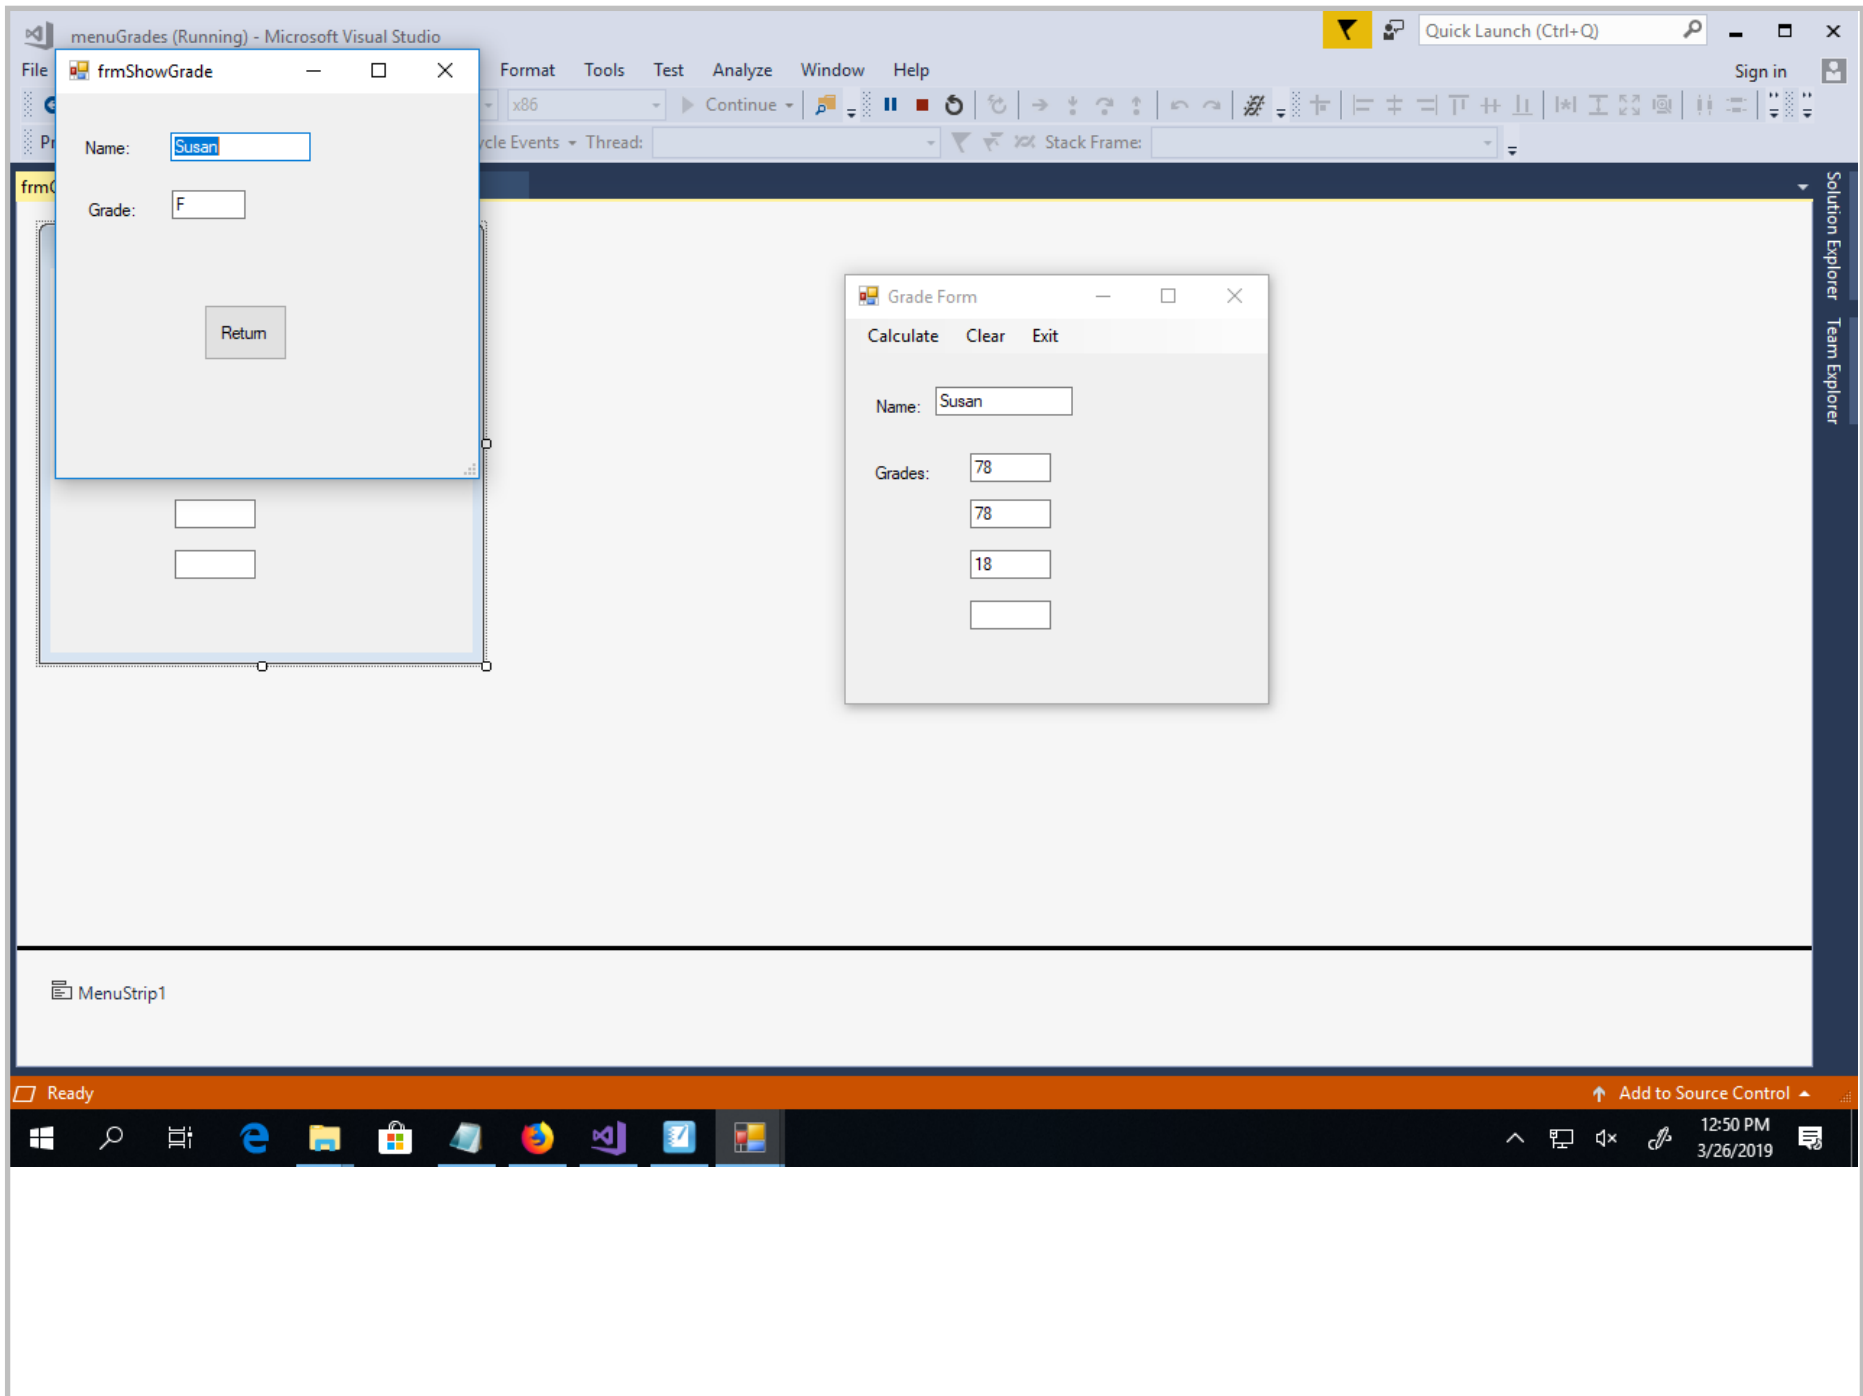 menuGrades (Running) - Microsoft Visual Studio
Quick Launch (Ctrl+Q)
File
Format Tools Test Analyze Window Help
Sign in
x86
Continue
Pr
ycle Events
Thread:
Stack Frame:
frmG
frmShowGrade
Name: Susan
Grade: F
Return
Grade Form
Calculate Clear Exit
Name: Susan
Grades: 78
78
18
Solution Explorer
Team Explorer
MenuStrip1
Ready
Add to Source Control
12:50 PM
3/26/2019